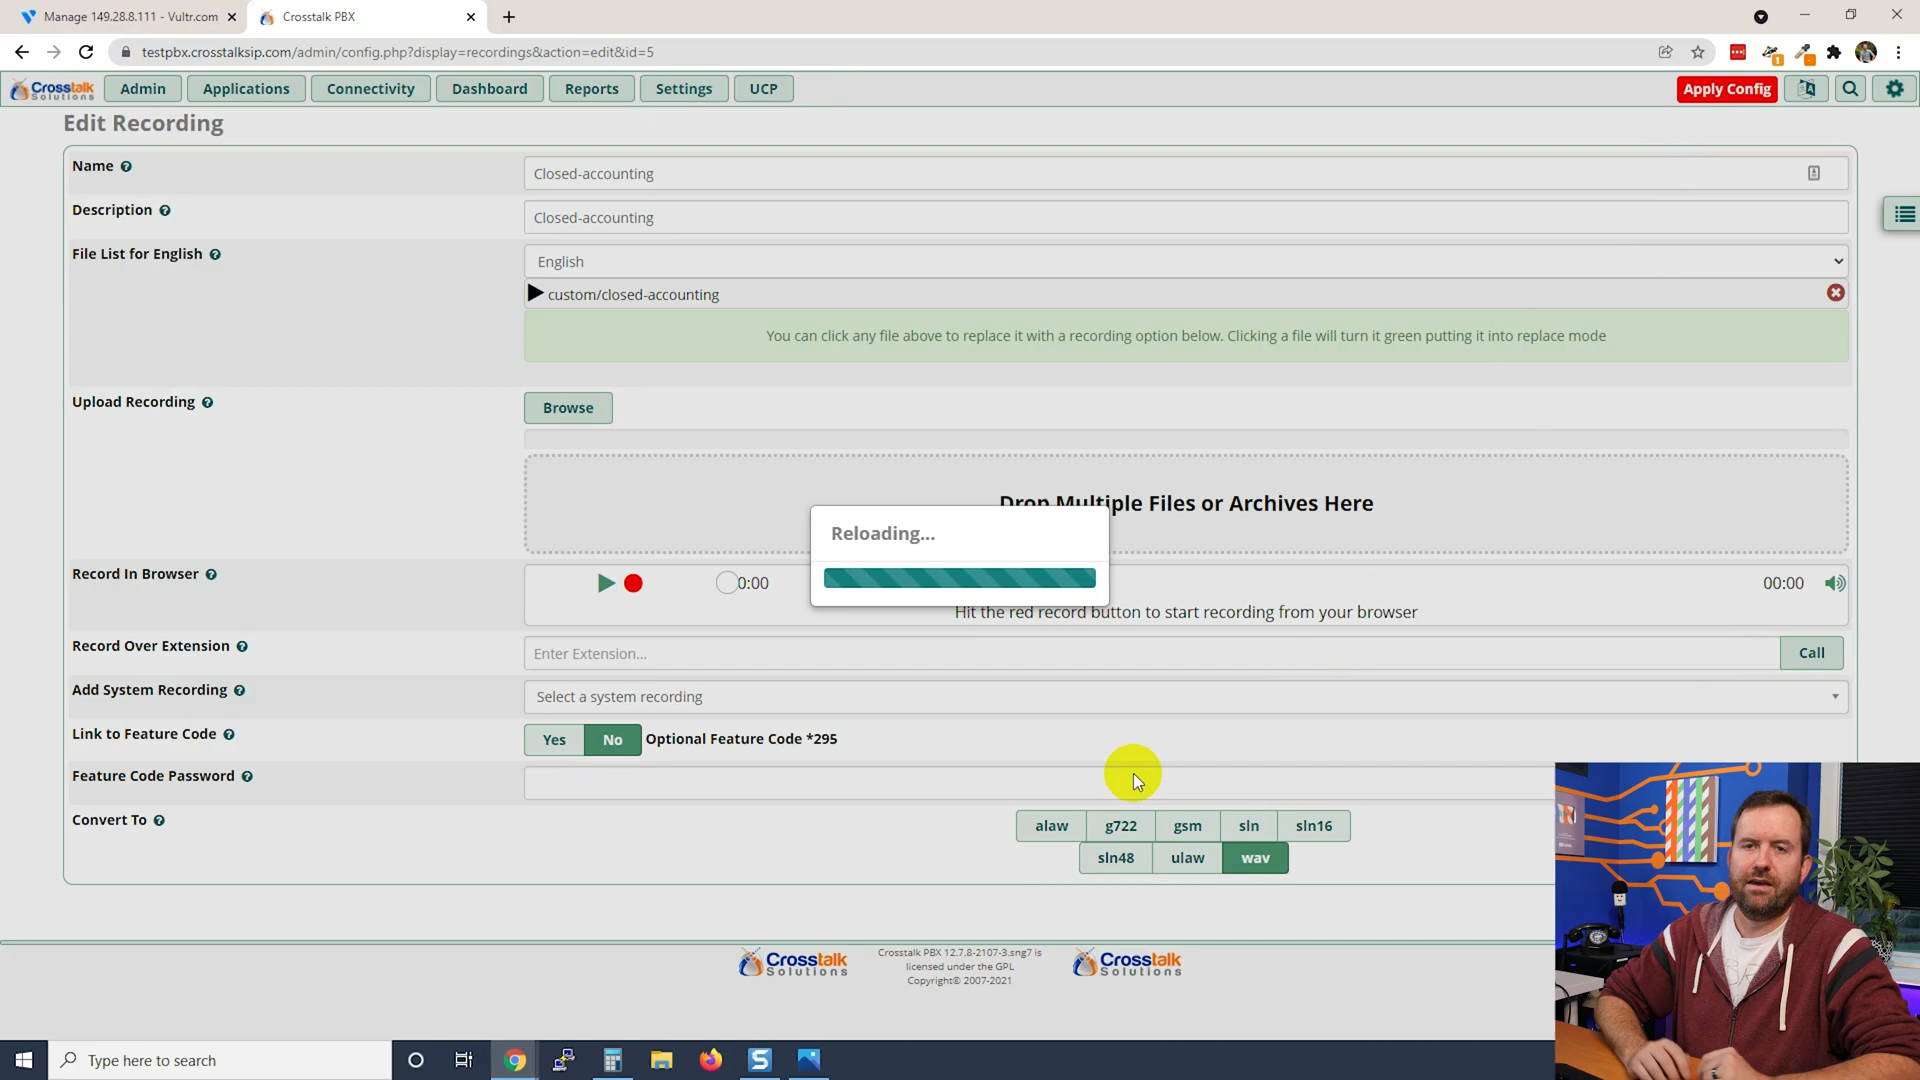 Manage 149.28.8.111 - Vultr.com
Crosstalk PBX
testpbx.crosstalksip.com/admin/config.php?display=recordings&action=edit&id=5
Crosstalk Solutions
Admin
Applications
Connectivity
Dashboard
Reports
Settings
UCP
Apply Config
Edit Recording
Name
Closed-accounting
Description
Closed-accounting
File List for English
English
custom/closed-accounting
You can click any file above to replace it with a recording option below. Clicking a file will turn it green putting it into replace mode
Upload Recording
Browse
Drop Multiple Files or Archives Here
Reloading...
Record In Browser
0:00
00:00
Hit the red record button to start recording from your browser
Record Over Extension
Enter Extension...
Call
Add System Recording
Select a system recording
Link to Feature Code
Yes
No
Optional Feature Code *295
Feature Code Password
Convert To
alaw
g722
gsm
sln
sln16
sln48
ulaw
wav
Crosstalk Solutions
Crosstalk PBX 12.7.8-2107-3.sng7 is
licensed under the GPL
Copyright© 2007-2021
Crosstalk Solutions
Type here to search